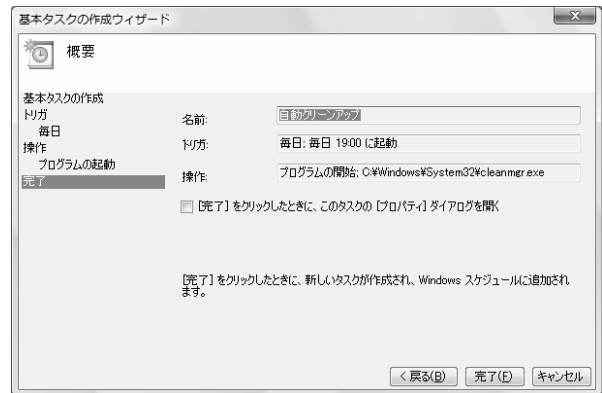 基本タスクの作成ウィザード
概要
基本タスクの作成
トリガ
毎日
操作
プログラムの起動
完了
名前:
自動クリーンアップ
トリガ:
毎日; 毎日 19:00 に起動
操作:
プログラムの開始; C:¥Windows¥System32¥cleanmgr.exe
[完了] をクリックしたときに、このタスクの [プロパティ] ダイアログを開く
[完了] をクリックしたときに、新しいタスクが作成され、Windows スケジュールに追加され
ます。
< 戻る(B)
完了(F)
キャンセル